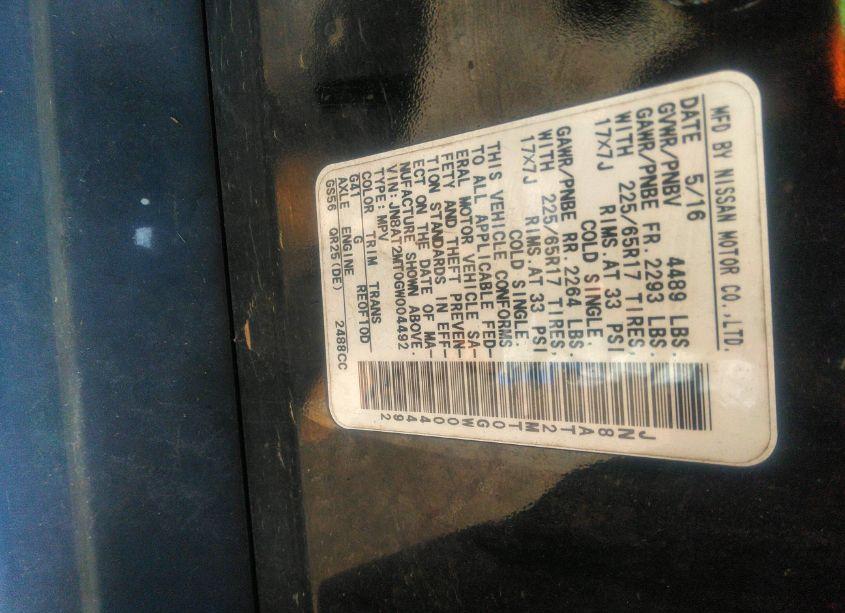 MFD BY NISSAN MOTOR CO.,LTD.
DATE 5/16
GVWR/PNBV 4489 LBS
GAWR/PNBE FR. 2293 LBS.
WITH 225/65R17 TIRES,
17X7J RIMS AT 33 PSI
COLD SINGLE.
GAWR/PNBE RR. 2264 LBS.
WITH 225/65R17 TIRES,
17X7J RIMS AT 33 PSI
COLD SINGLE
THIS VEHICLE CONFORMS
TO ALL APPLICABLE FED-
ERAL MOTOR VEHICLE SA-
FETY AND THEFT PREVEN-
TION STANDARDS IN EFF-
ECT ON THE DATE OF MA-
NUFACTURE SHOWN ABOVE.
VIN: JN8AT2MT0GW004492
TYPE: MPV
COLOR TRIM TRANS
G41 G RE0FT0D
AXLE ENGINE
GS56 QR25(DE) 2488CC
JN8AT2MT0GW004492